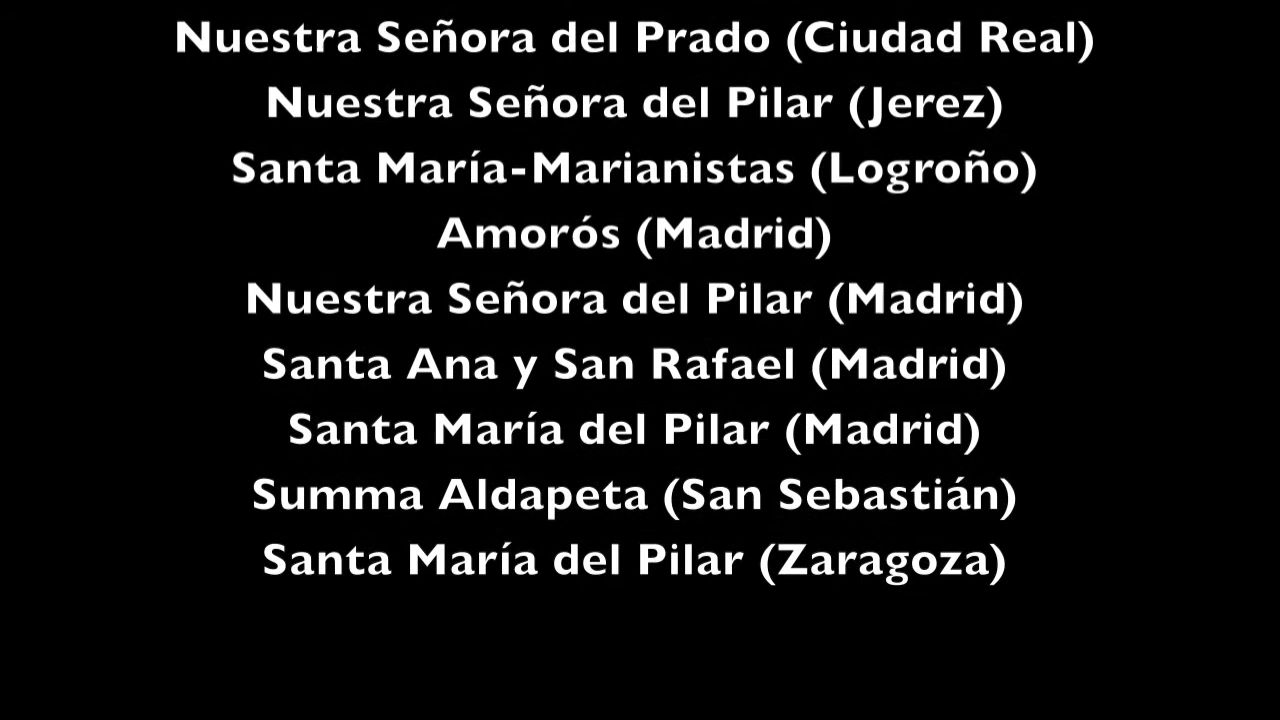 Nuestra Señora del Prado (Ciudad Real)
Nuestra Señora del Pilar (Jerez)
Santa María-Marianistas (Logroño)
Amorós (Madrid)
Nuestra Señora del Pilar (Madrid)
Santa Ana y San Rafael (Madrid)
Santa María del Pilar (Madrid)
Summa Aldapeta (San Sebastián)
Santa María del Pilar (Zaragoza)